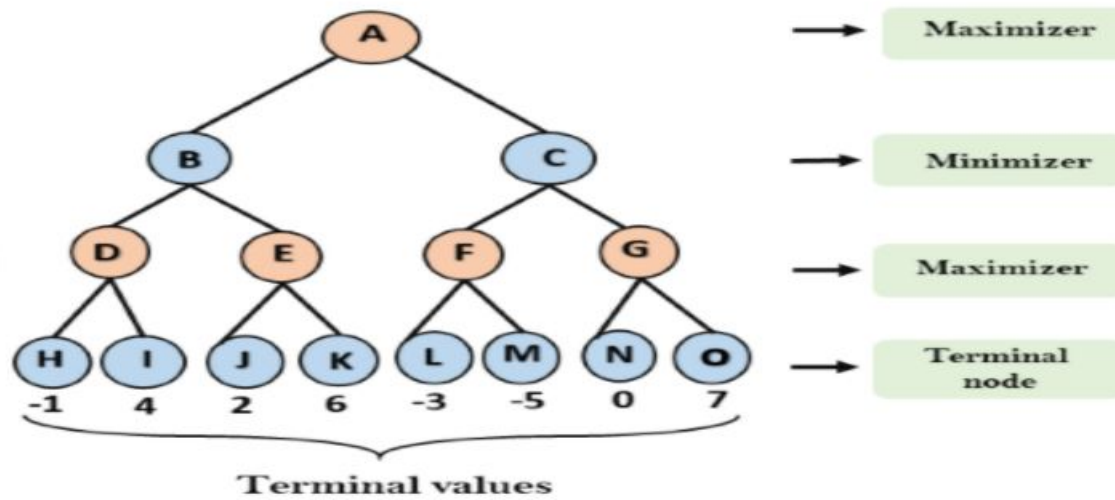 A
Maximizer
B
C
Minimizer
D
E
F
G
Maximizer
H
I
J
K
L
M
N
O
Terminal
node
-1
4
2
6
-3
-5
0
7
Terminal values